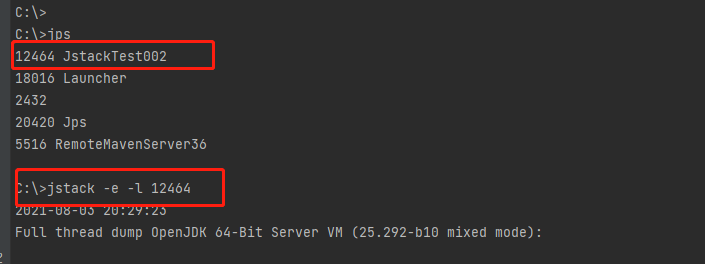 C:\>
C:\>jps
12464 JstackTest002
18016 Launcher
2432
20420 Jps
5516 RemoteMavenServer36
C:\>jstack -e -l 12464
2021-08-03 20:29:23
Full thread dump OpenJDK 64-Bit Server VM (25.292-b10 mixed mode):